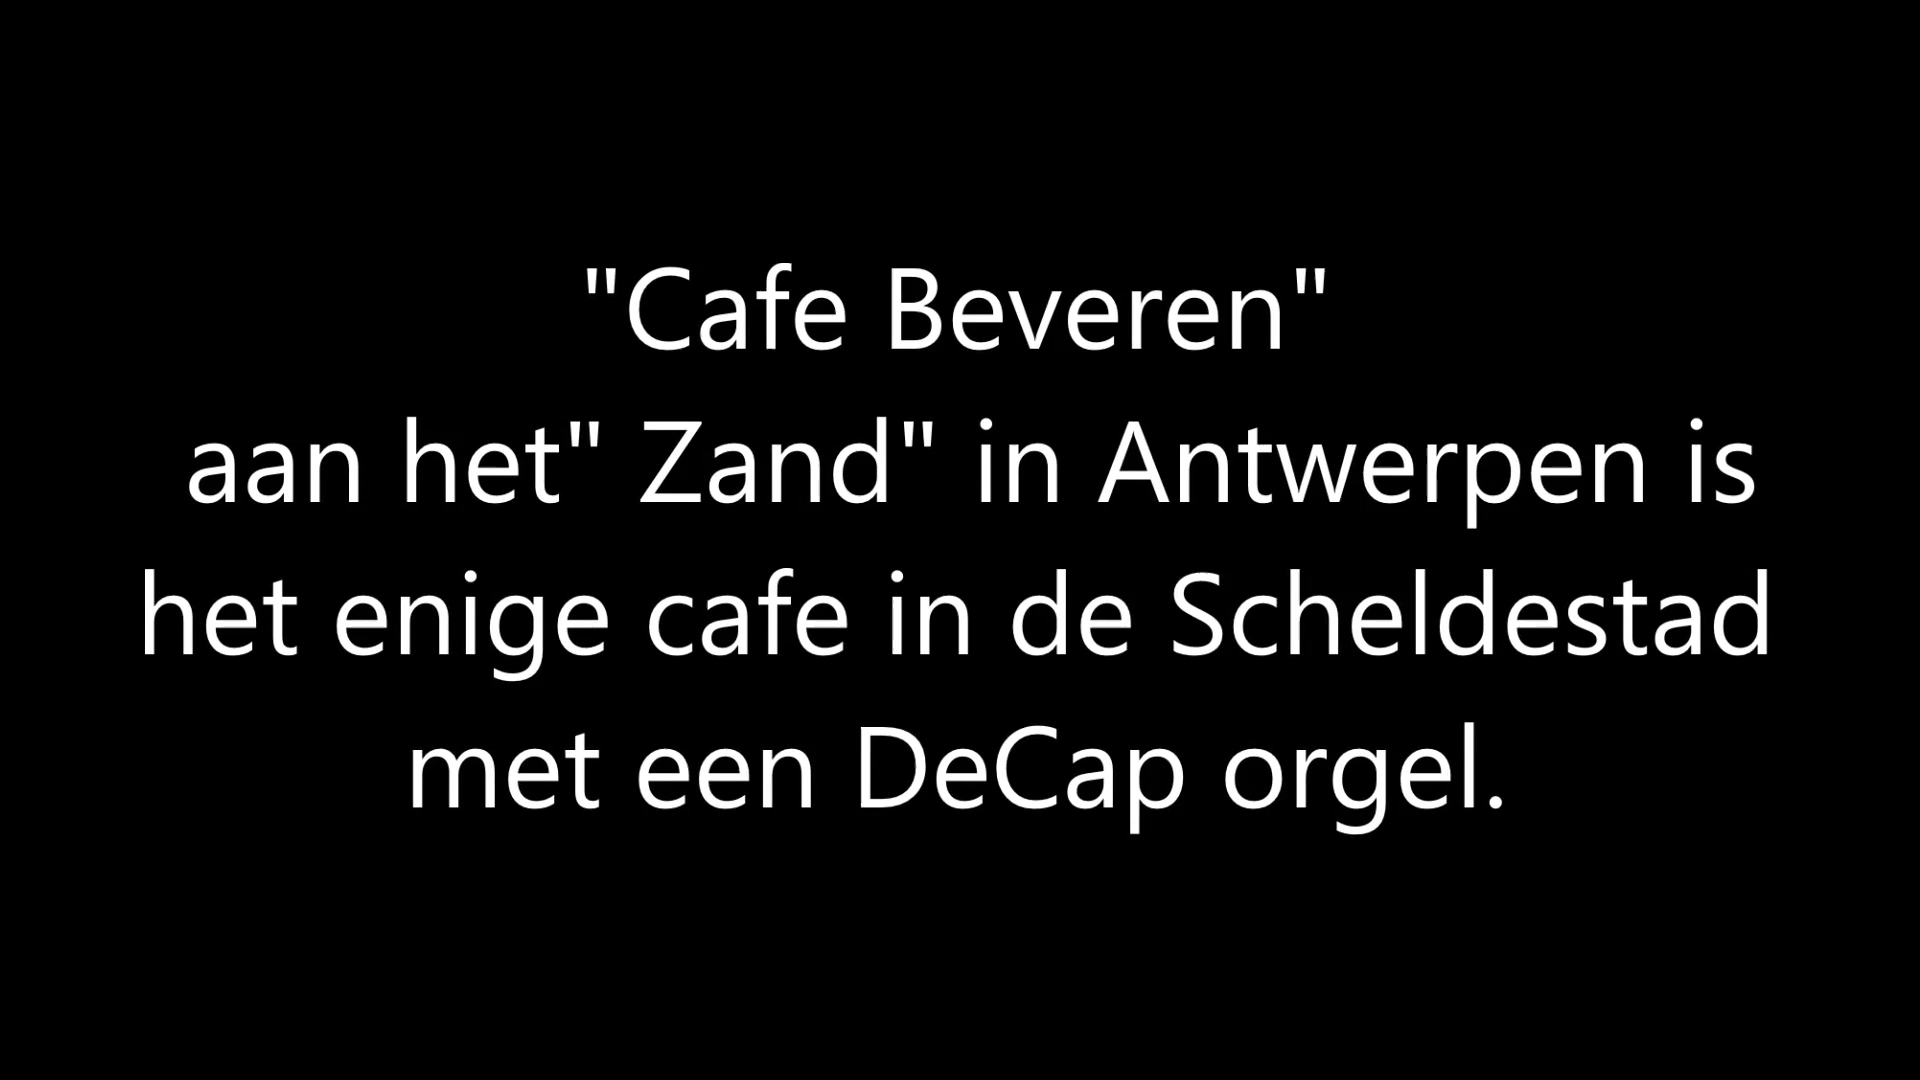 "Cafe Beveren"
aan het" Zand" in Antwerpen is
het enige cafe in de Scheldestad
met een DeCap orgel.